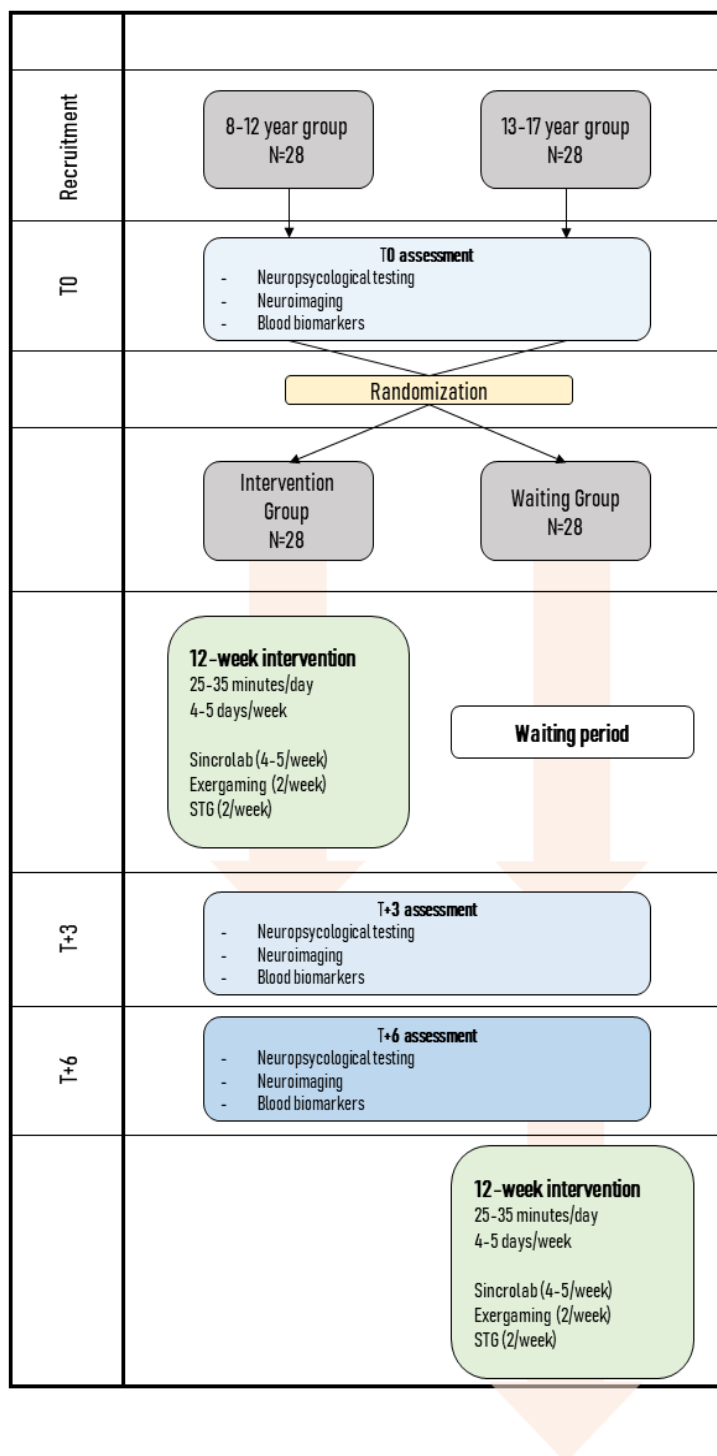 Recruitment
8-12 year group
N=28
13-17 year group
N=28
T0
T0 assessment
- Neuropsycological testing
- Neuroimaging
- Blood biomarkers
Randomization
Intervention
Group
N=28
Waiting Group
N=28
12-week intervention
25-35 minutes/day
4-5 days/week
Sincrolab (4-5/week)
Exergaming (2/week)
STG (2/week)
Waiting period
T+3
T+3 assessment
- Neuropsycological testing
- Neuroimaging
- Blood biomarkers
T+6
T+6 assessment
- Neuropsycological testing
- Neuroimaging
- Blood biomarkers
12-week intervention
25-35 minutes/day
4-5 days/week
Sincrolab (4-5/week)
Exergaming (2/week)
STG (2/week)